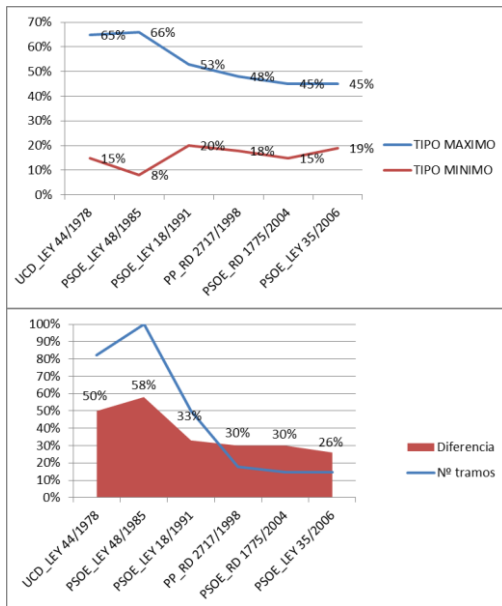 70%
60%
50%
40%
30%
20%
10%
0%
65%
66%
53%
48%
45%
45%
15%
8%
20%
18%
15%
19%
TIPO MAXIMO
TIPO MINIMO
UCD_LEY 44/1978
PSOE_LEY 48/1985
PSOE_LEY 18/1991
PP_RD 2717/1998
PSOE_RD 1775/2004
PSOE_LEY 35/2006
100%
90%
80%
70%
60%
50%
40%
30%
20%
10%
0%
50%
58%
33%
30%
30%
26%
Diferencia
Nº tramos
UCD_LEY 44/1978
PSOE_LEY 48/1985
PSOE_LEY 18/1991
PP_RD 2717/1998
PSOE_RD 1775/2004
PSOE_LEY 35/2006